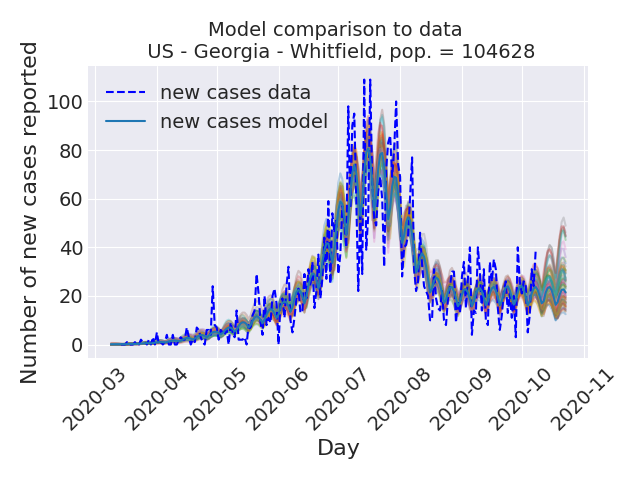 Model comparison to data
US - Georgia - Whitfield, pop. = 104628
Number of new cases reported
100
80
60
40
20
0
new cases data
new cases model
2020-03
2020-04
2020-05
2020-06
2020-07
2020-08
2020-09
2020-10
2020-11
Day